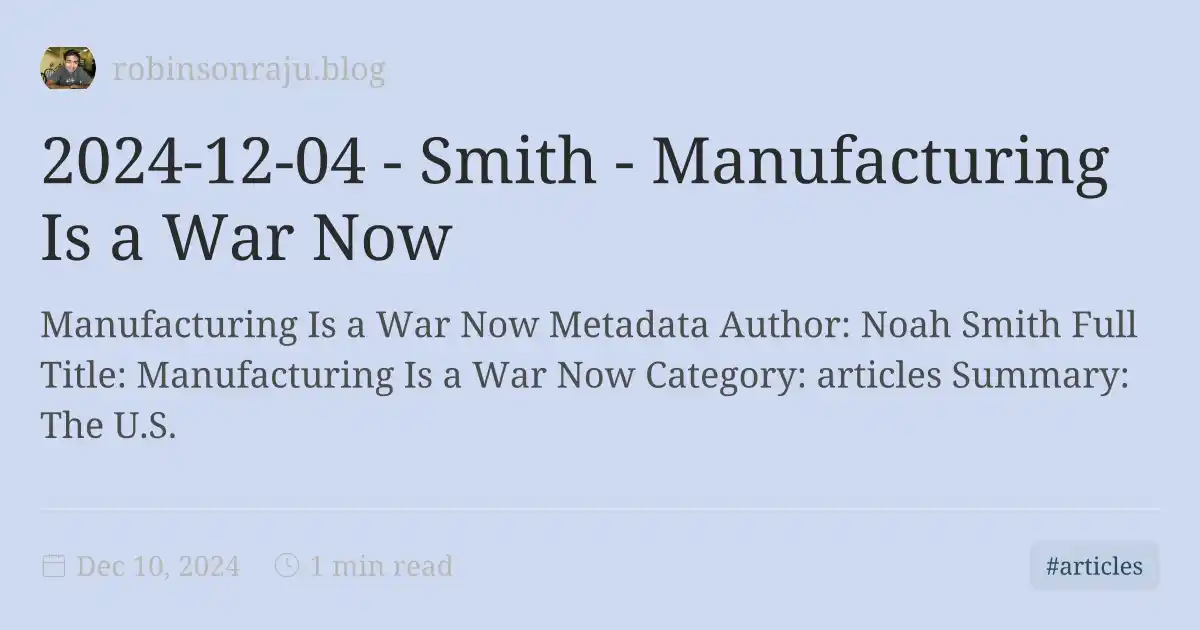 robinsonraju.blog
2024-12-04 - Smith - Manufacturing
Is a War Now
Manufacturing Is a War Now Metadata Author: Noah Smith Full
Title: Manufacturing Is a War Now Category: articles Summary:
The U.S.
Dec 10, 2024 1 min read
#articles